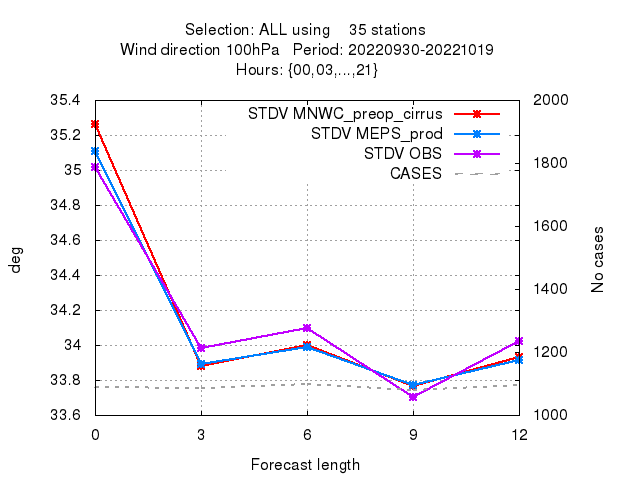 Selection: ALL using 35 stations
Wind direction 100hPa Period: 20220930-20221019
Hours: {00,03,...,21}
STDV MNWC_preop_cirrus
STDV MEPS_prod
STDV OBS
CASES
35.4
35.2
35
34.8
34.6
34.4
34.2
34
33.8
33.6
deg
2000
1800
1600
1400
1200
1000
No cases
0 3 6 9 12
Forecast length